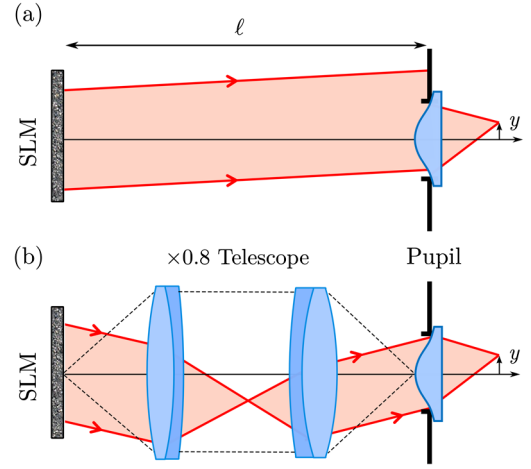 (a)
ℓ
SLM
y
(b)
×0.8 Telescope
Pupil
SLM
y